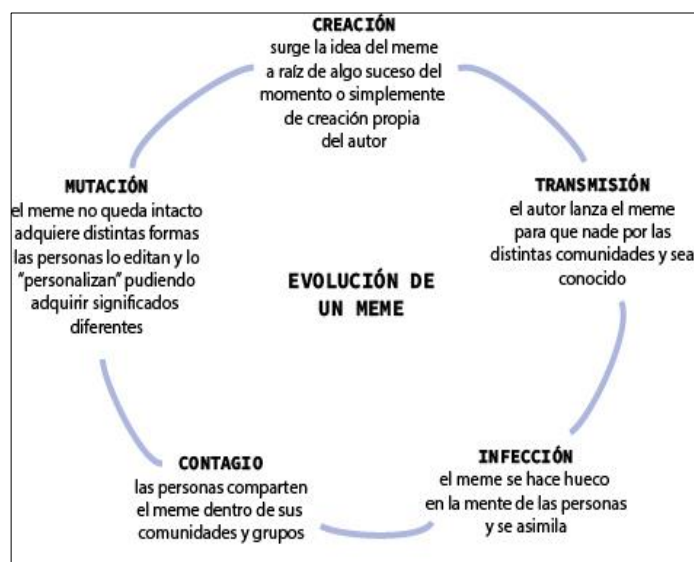 CREACIÓN
surge la idea del meme
a raíz de algo suceso del
momento o simplemente
de creación propia
del autor
TRANSMISIÓN
el autor lanza el meme
para que nade por las
distintas comunidades y sea
conocido
INFECCIÓN
el meme se hace hueco
en la mente de las personas
y se asimila
CONTAGIO
las personas comparten
el meme dentro de sus
comunidades y grupos
MUTACIÓN
el meme no queda intacto
adquiere distintas formas
las personas lo editan y lo
“personalizan” pudiendo
adquirir significados
diferentes
EVOLUCIÓN DE
UN MEME